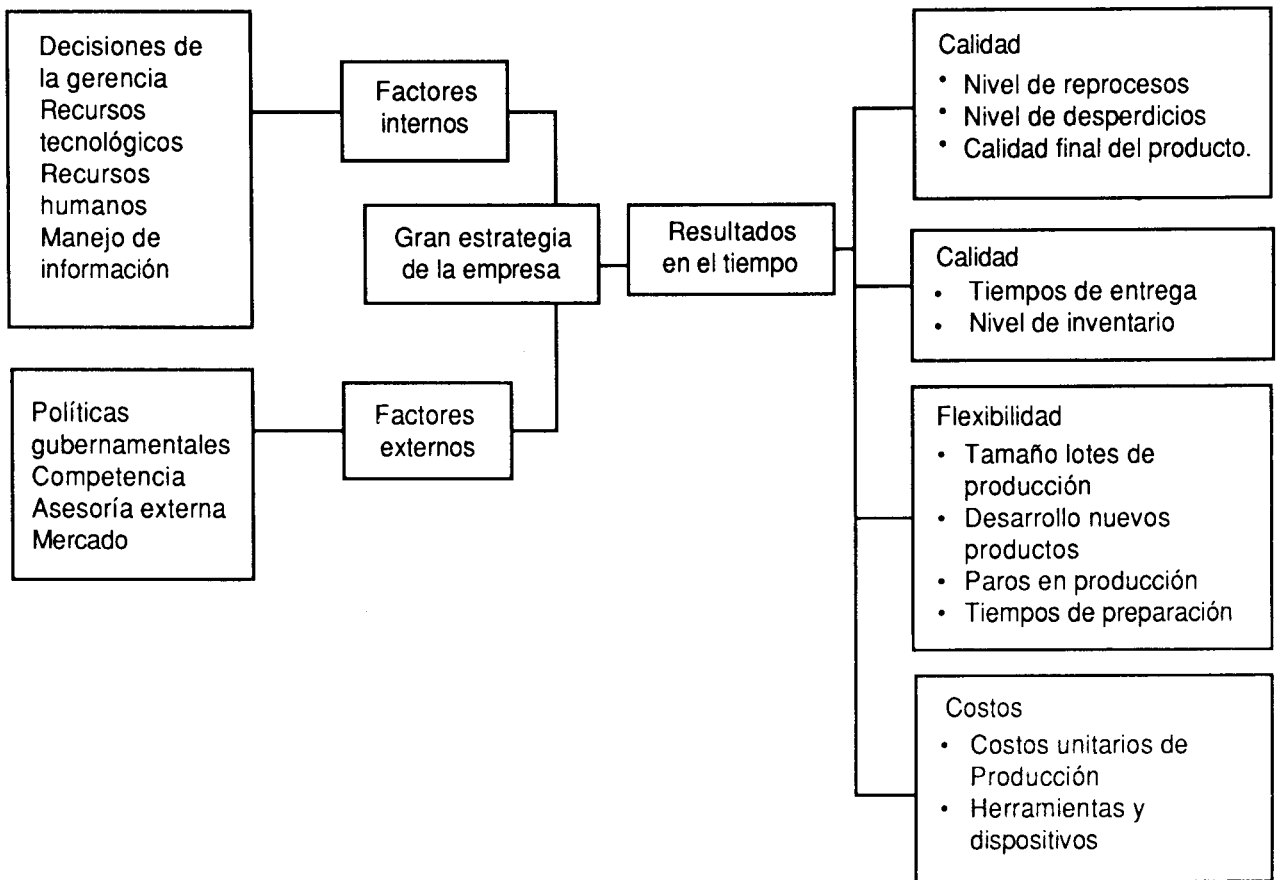 Decisiones de
la gerencia
Recursos
tecnológicos
Recursos
humanos
Manejo de
información
Factores
internos
Políticas
gubernamentales
Competencia
Asesoría externa
Mercado
Factores
externos
Gran estrategia
de la empresa
Resultados
en el tiempo
Calidad
• Nivel de reprocesos
• Nivel de desperdicios
• Calidad final del producto.
Calidad
• Tiempos de entrega
• Nivel de inventario
Flexibilidad
• Tamaño lotes de
producción
• Desarrollo nuevos
productos
• Paros en producción
• Tiempos de preparación
Costos
• Costos unitarios de
Producción
• Herramientas y
dispositivos